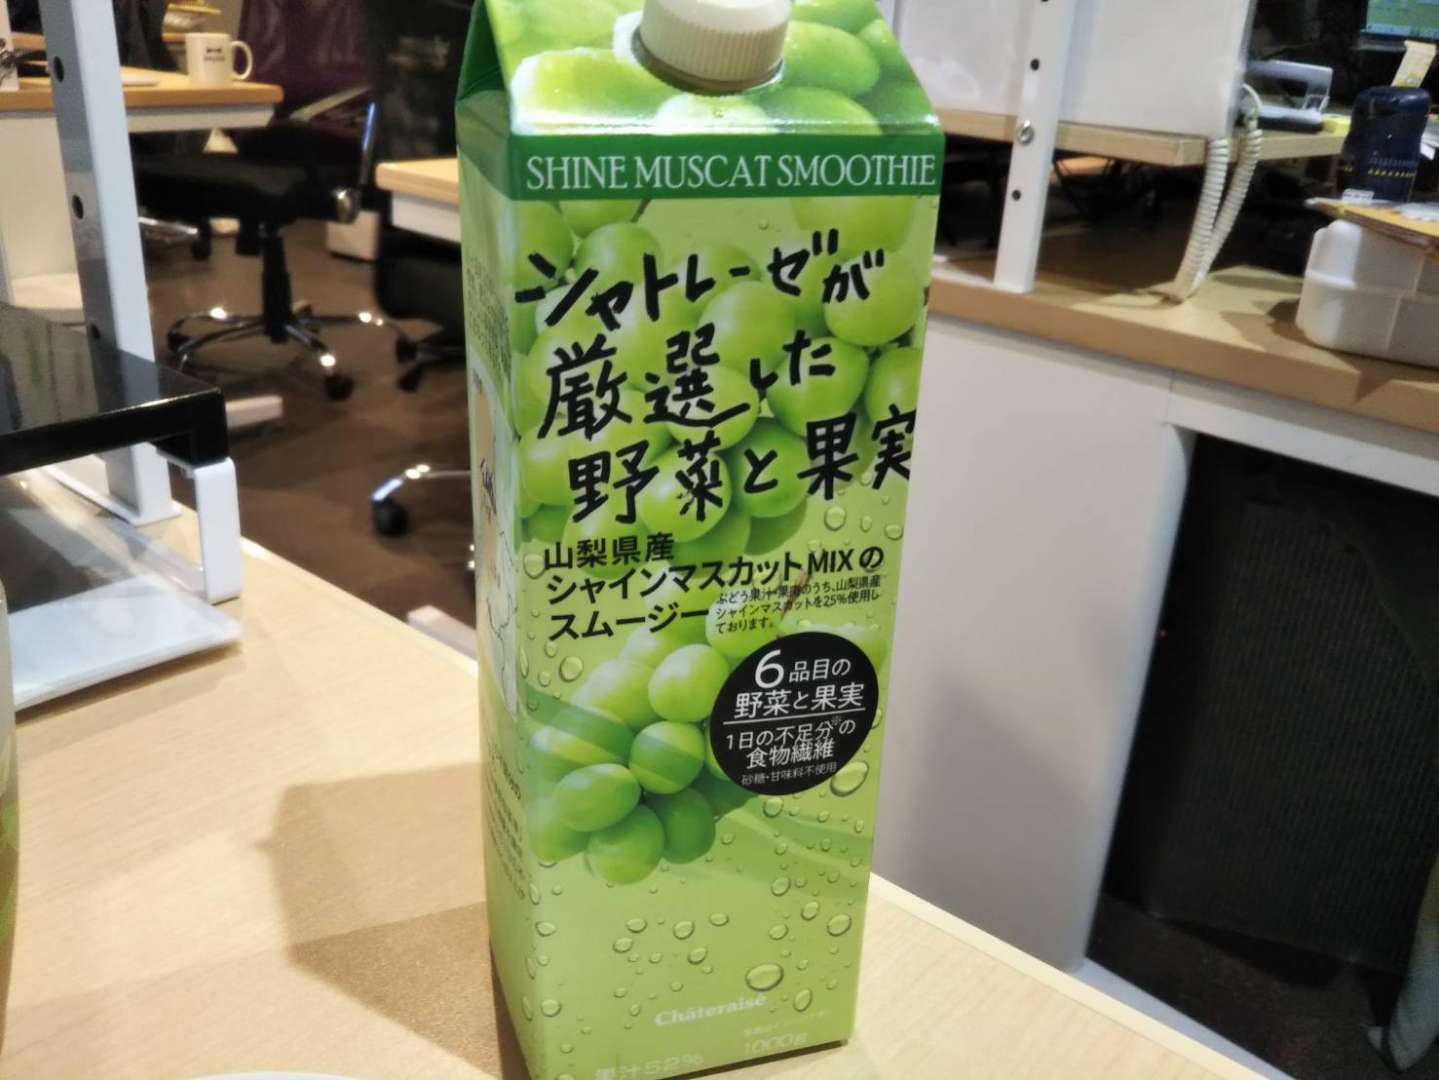 SHINE MUSCAT SMOOTHIE
シャトレーゼが
厳選した
野菜と果実
山梨県産
シャインマスカットMIXの
スムージー
ぶどう果汁・果肉のうち、山梨県産
シャインマスカットを25%使用し
ております。
6品目の
野菜と果実
1日の不足分※の
食物繊維
砂糖・甘味料不使用
Châteraisé
1000g
果汁52%